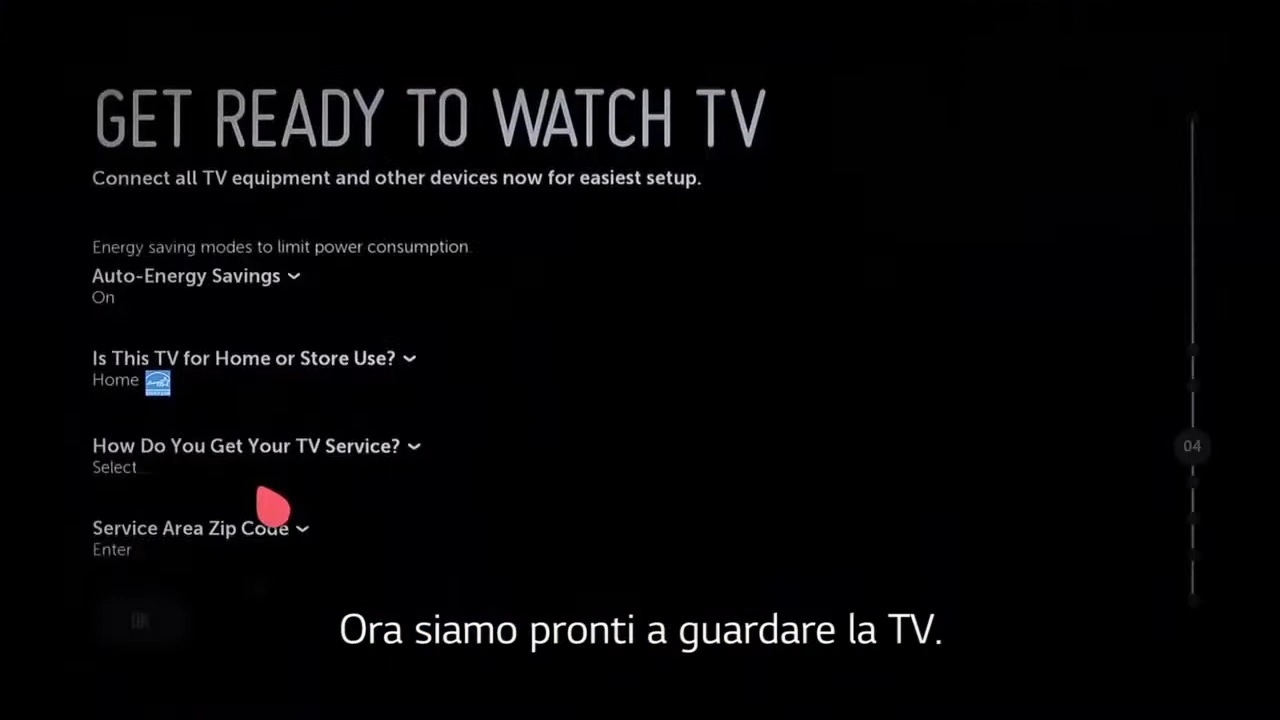 GET READY TO WATCH TV
Connect all TV equipment and other devices now for easiest setup.
Energy saving modes to limit power consumption.
Auto-Energy Savings
On
Is This TV for Home or Store Use?
Home
How Do You Get Your TV Service?
Select...
Service Area Zip Code
Enter
04
OK
Ora siamo pronti a guardare la TV.